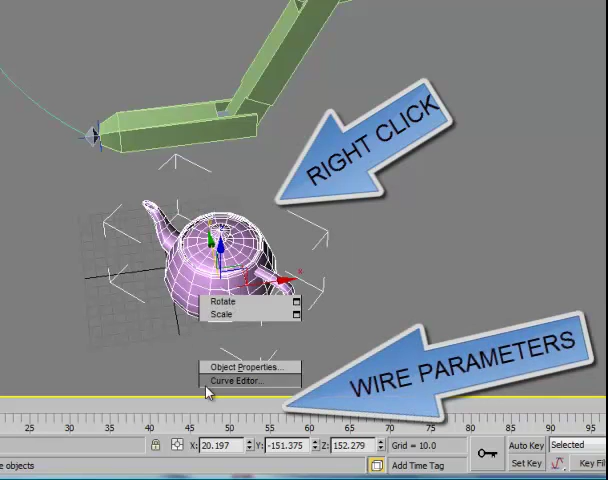 RIGHT CLICK
x
Rotate
Scale
Object Properties...
Curve Editor...
WIRE PARAMETERS
25 30 35 40 45 50 55 60 65 70 75 80 85 90 95
X: 20.197 Y: -151.375 Z: 152.279 Grid = 10.0 Auto Key Selected
e objects Add Time Tag Set Key Key Fil